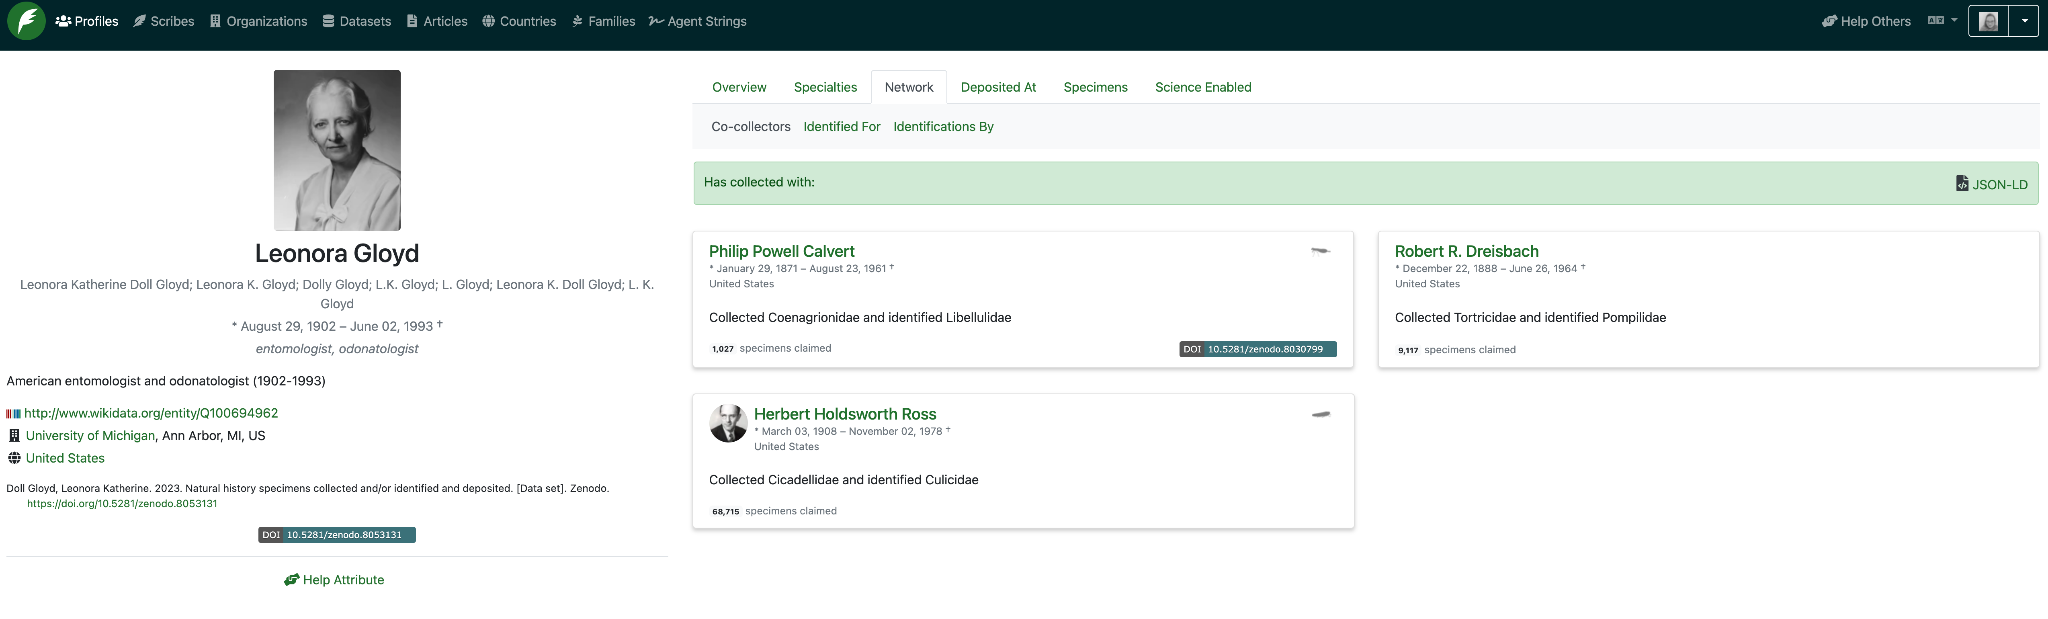 Profiles Scribes Organizations Datasets Articles Countries Families Agent Strings Help Others
Leonora Gloyd
Leonora Katherine Doll Gloyd; Leonora K. Gloyd; Dolly Gloyd; L.K. Gloyd; L. Gloyd; Leonora K. Doll Gloyd; L. K.
Gloyd
* August 29, 1902 – June 02, 1993 †
entomologist, odonatologist
American entomologist and odonatologist (1902-1993)
http://www.wikidata.org/entity/Q100694962
University of Michigan, Ann Arbor, MI, US
United States
Doll Gloyd, Leonora Katherine. 2023. Natural history specimens collected and/or identified and deposited. [Data set]. Zenodo.
https://doi.org/10.5281/zenodo.8053131
DOI 10.5281/zenodo.8053131
Help Attribute
Overview Specialties Network Deposited At Specimens Science Enabled
Co-collectors Identified For Identifications By
Has collected with: JSON-LD
Philip Powell Calvert
* January 29, 1871 – August 23, 1961 †
United States
Collected Coenagrionidae and identified Libellulidae
1,027 specimens claimed DOI 10.5281/zenodo.8030799
Robert R. Dreisbach
* December 22, 1888 – June 26, 1964 †
United States
Collected Tortricidae and identified Pompilidae
9,117 specimens claimed
Herbert Holdsworth Ross
* March 03, 1908 – November 02, 1978 †
United States
Collected Cicadellidae and identified Culicidae
68,715 specimens claimed